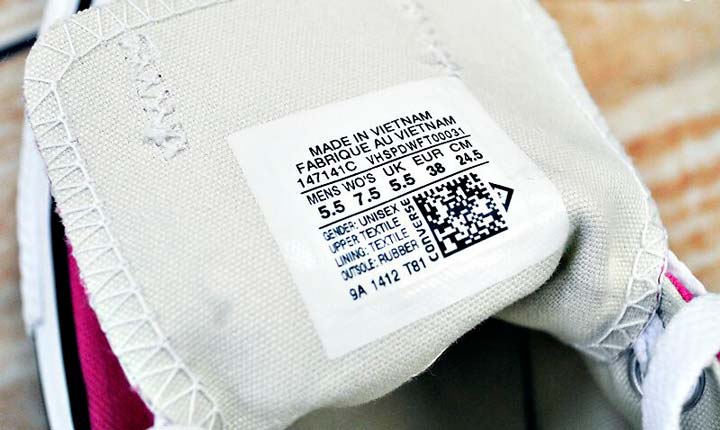 MADE IN VIETNAM
FABRIQUE AU VIETNAM
147141C VHSPDWFT00031
MENS WO'S UK EUR CM
5.5 7.5 5.5 38 24.5
GENDER: UNISEX
UPPER: TEXTILE
LINING: TEXTILE
OUTSOLE: RUBBER
CONVERSE
9A 1412 T81